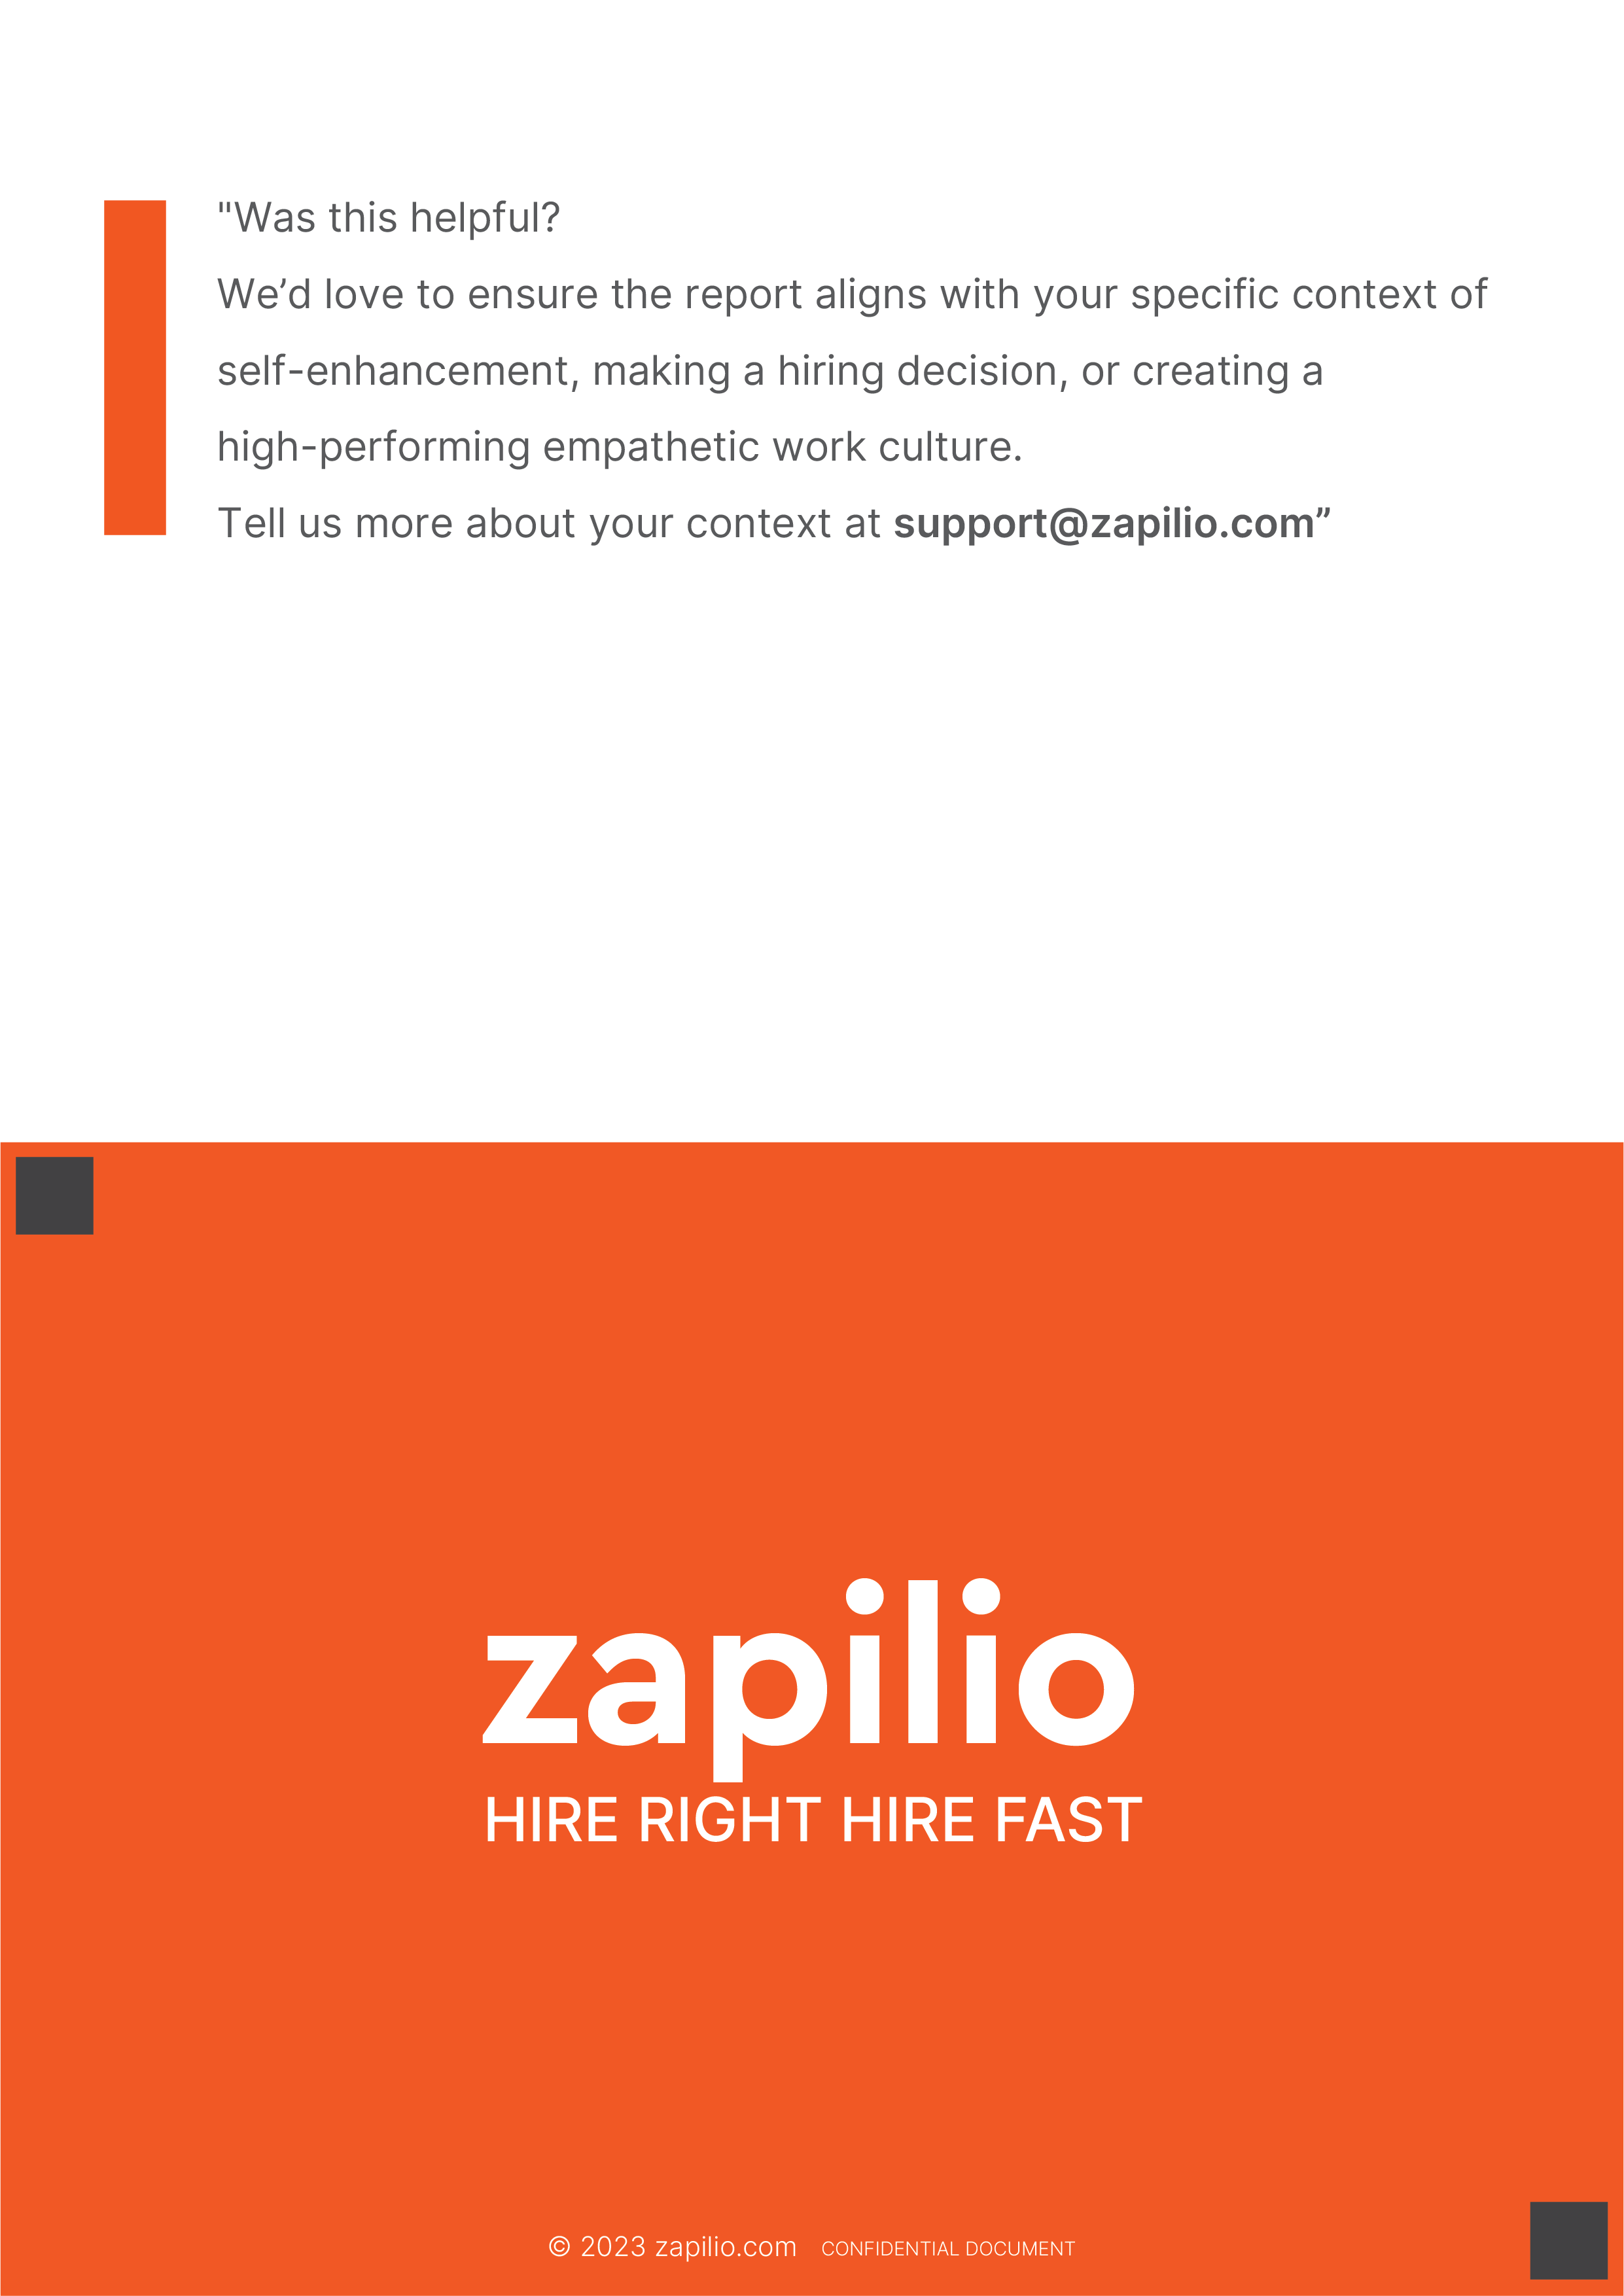 "Was this helpful?
We’d love to ensure the report aligns with your specific context of
self-enhancement, making a hiring decision, or creating a
high-performing empathetic work culture.
Tell us more about your context at support@zapilio.com”
zapilio
HIRE RIGHT HIRE FAST
© 2023 zapilio.com CONFIDENTIAL DOCUMENT